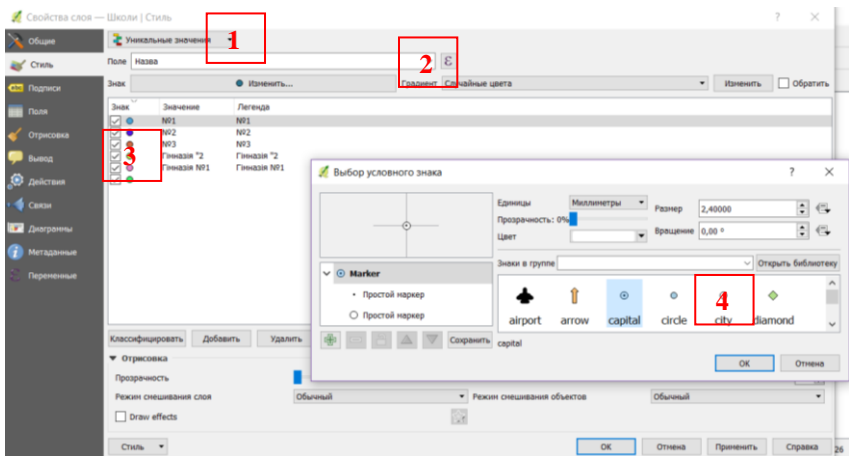 Свойства слоя — Школи | Стиль
Общие
Стиль
Подписи
Поля
Отрисовка
Вывод
Действия
Связи
Диаграммы
Метаданные
Переменные
Уникальные значения
1
Поле Назва
2
ε
Знак Изменить... Градиент Случайные цвета Изменить Обратить
Знак Значение Легенда
№1 №1
№2 №2
№3 №3
Гімназія "2 Гімназія "2
Гімназія №1 Гімназія №1
3
Классифицировать Добавить Удалить
Отрисовка
Прозрачность
Режим смешивания слоя Обычный Режим смешивания объектов Обычный
Draw effects
Стиль OK Отмена Применить Справка
26
Выбор условного знака
Единицы Миллиметры
Прозрачность: 0%
Цвет
Размер 2,40000
Вращение 0,00 °
Marker
Простой маркер
Простой маркер
Сохранить
Знаки в группе Открыть библиотеку
4
airport arrow capital circle city diamond
capital
OK Отмена